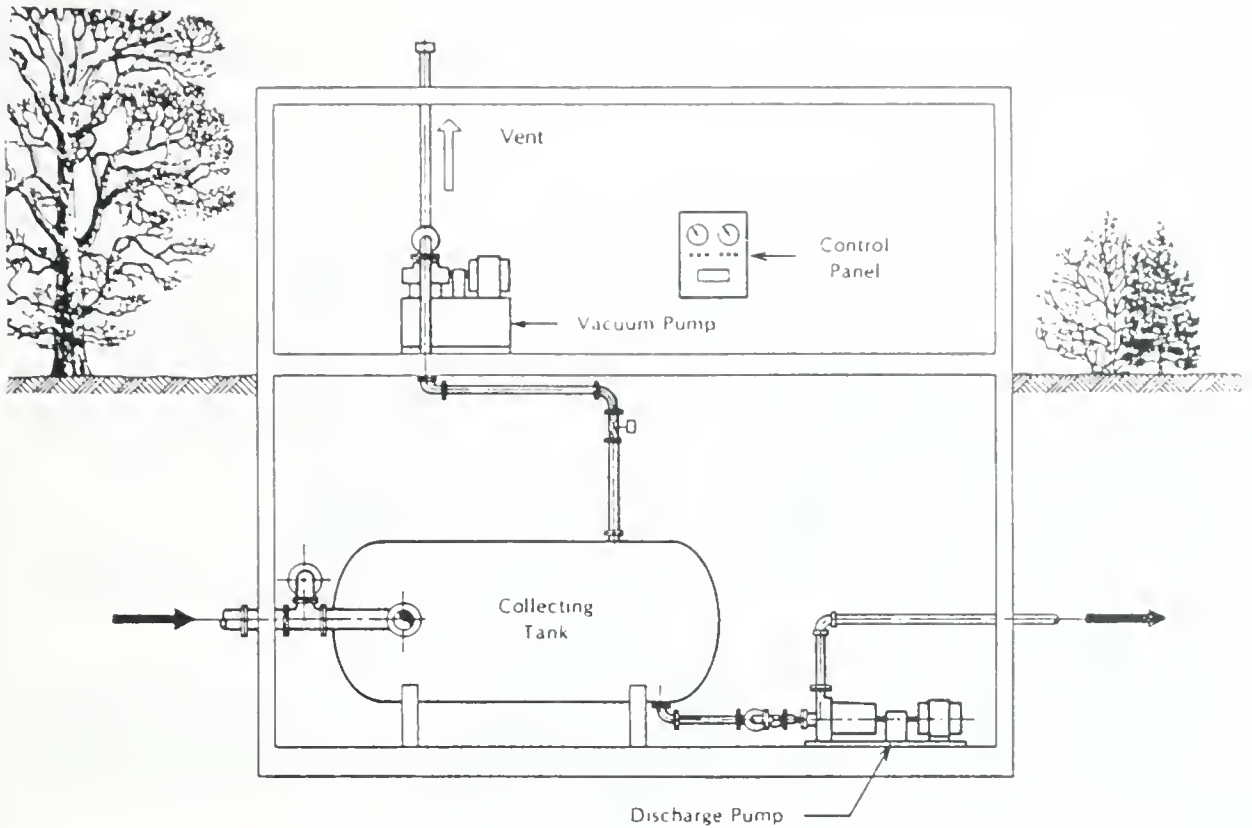 Vent
Control
Panel
Vacuum Pump
Collecting
Tank
Discharge Pump